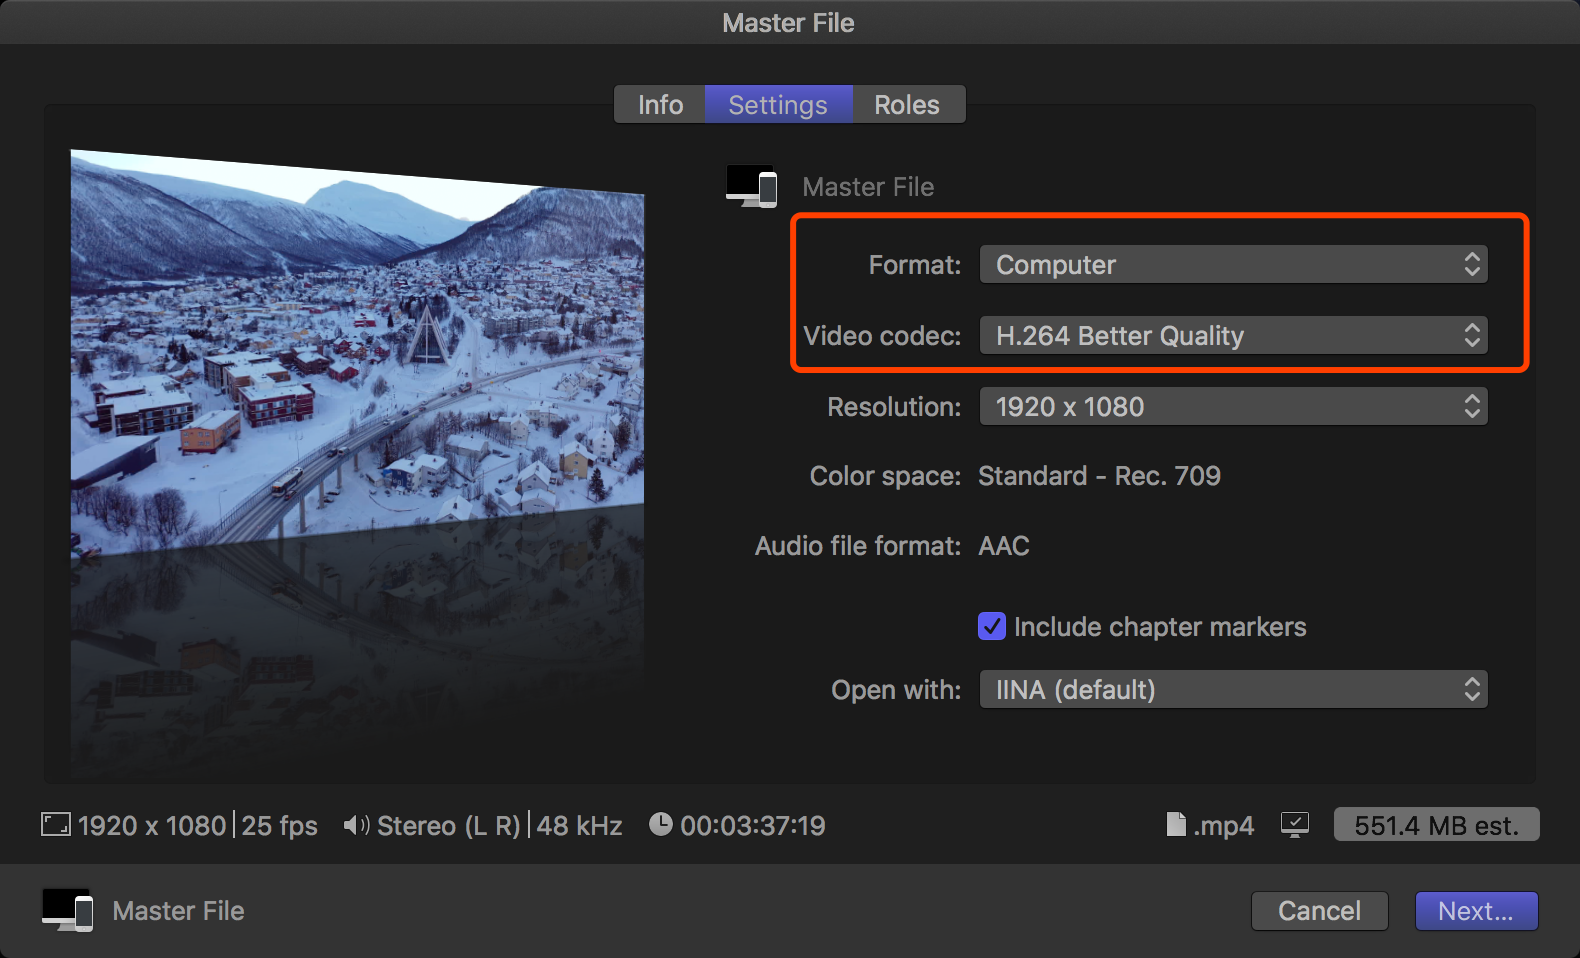 Master File
Info Settings Roles
Master File
Format: Computer
Video codec: H.264 Better Quality
Resolution: 1920 x 1080
Color space: Standard - Rec. 709
Audio file format: AAC
Include chapter markers
Open with: IINA (default)
1920 x 1080 | 25 fps Stereo (L R) | 48 kHz 00:03:37:19 .mp4 551.4 MB est.
Master File Cancel Next...